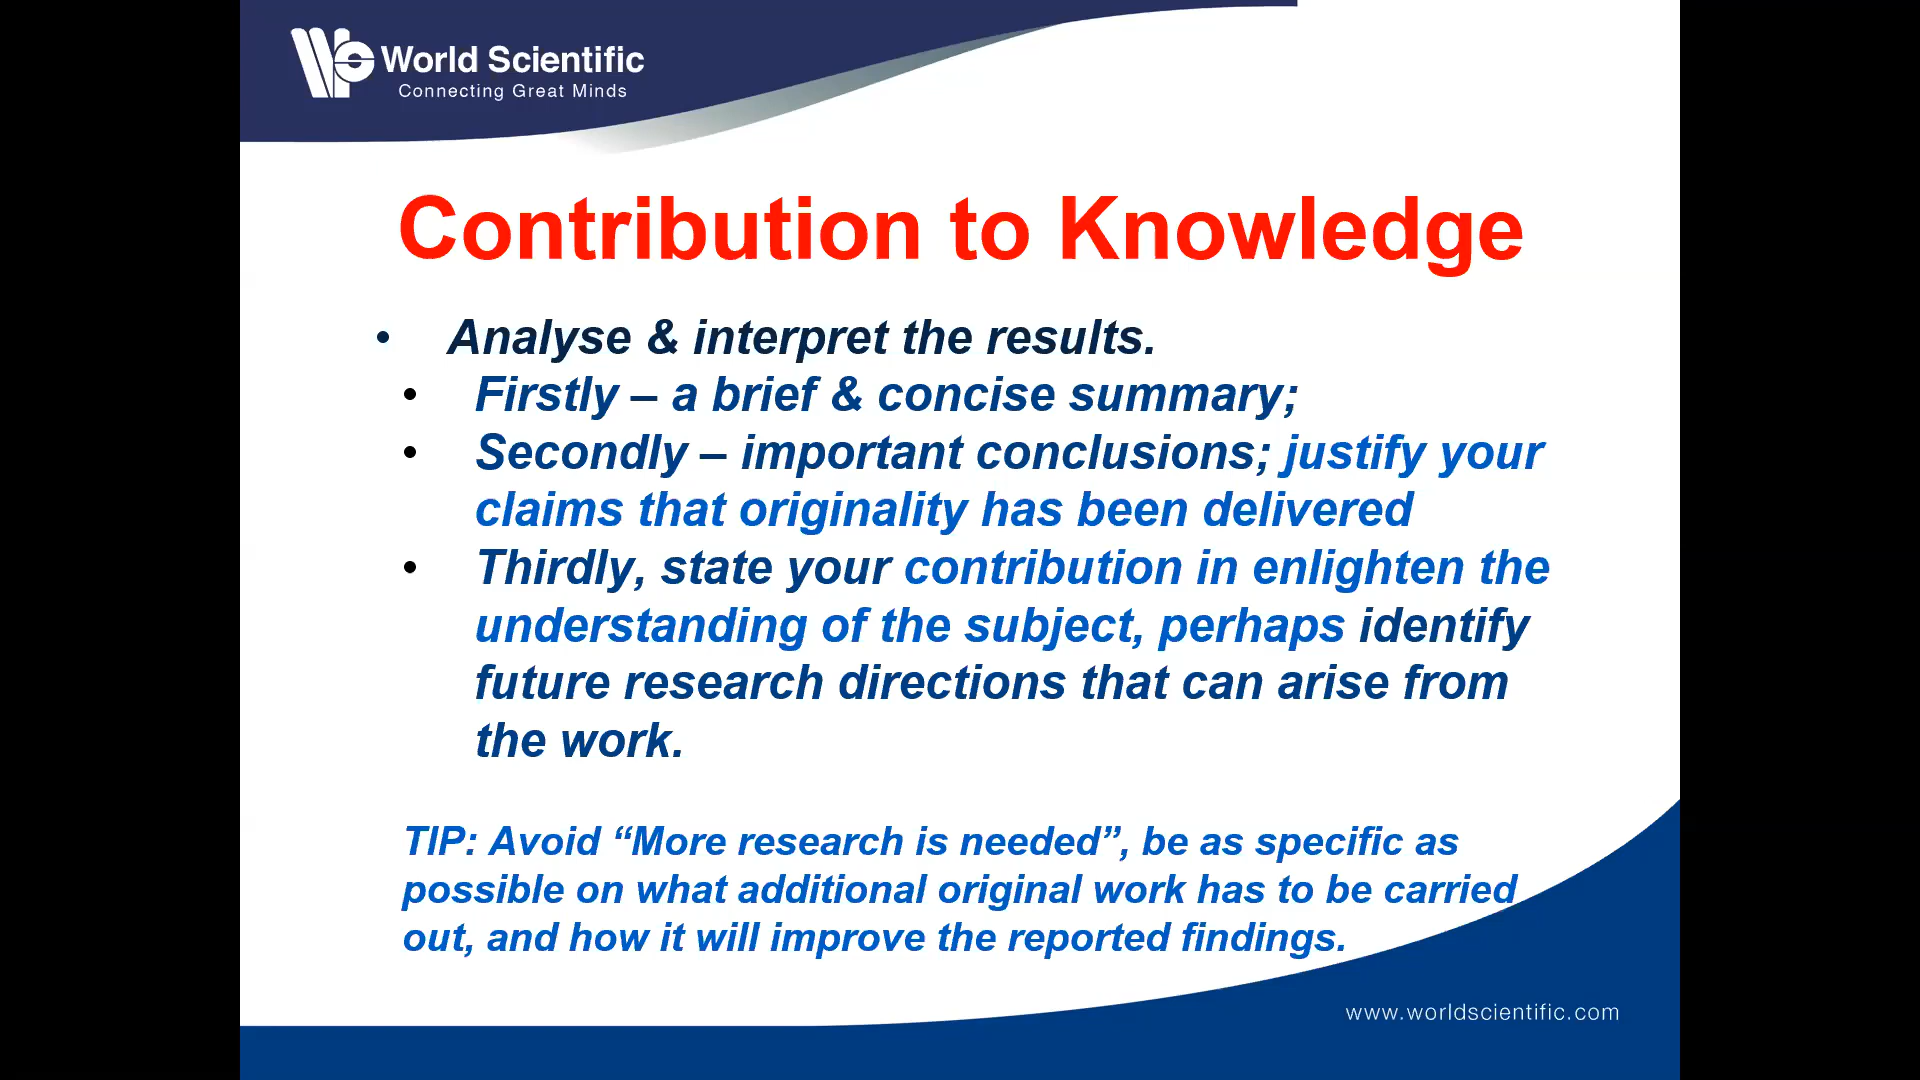 World Scientific
Connecting Great Minds
Contribution to Knowledge
• Analyse & interpret the results.
• Firstly – a brief & concise summary;
• Secondly – important conclusions; justify your
claims that originality has been delivered
• Thirdly, state your contribution in enlighten the
understanding of the subject, perhaps identify
future research directions that can arise from
the work.
TIP: Avoid “More research is needed”, be as specific as
possible on what additional original work has to be carried
out, and how it will improve the reported findings.
www.worldscientific.com